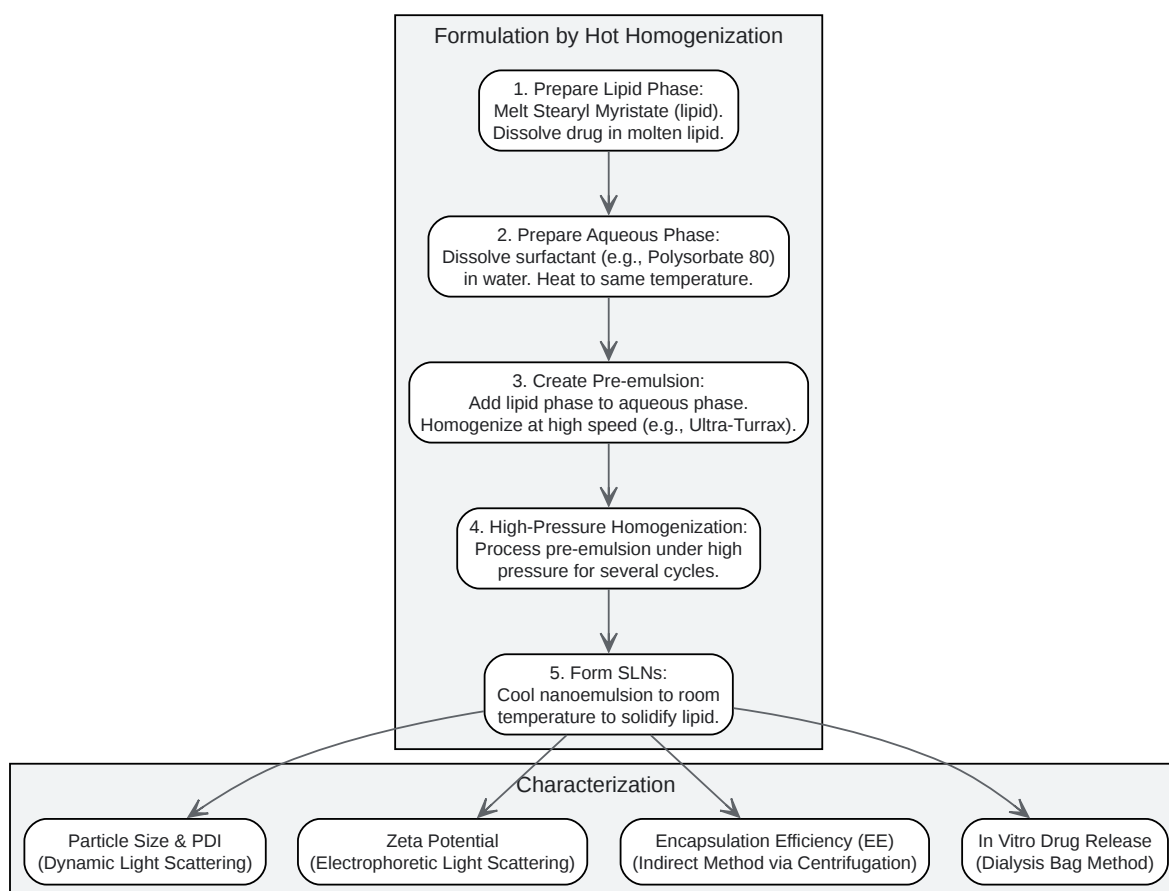 Formulation by Hot Homogenization
1. Prepare Lipid Phase:
Melt Stearyl Myristate (lipid).
Dissolve drug in molten lipid.
2. Prepare Aqueous Phase:
Dissolve surfactant (e.g., Polysorbate 80)
in water. Heat to same temperature.
3. Create Pre-emulsion:
Add lipid phase to aqueous phase.
Homogenize at high speed (e.g., Ultra-Turrax).
4. High-Pressure Homogenization:
Process pre-emulsion under high
pressure for several cycles.
5. Form SLNs:
Cool nanoemulsion to room
temperature to solidify lipid.
Characterization
Particle Size & PDI
(Dynamic Light Scattering)
Zeta Potential
(Electrophoretic Light Scattering)
Encapsulation Efficiency (EE)
(Indirect Method via Centrifugation)
In Vitro Drug Release
(Dialysis Bag Method)